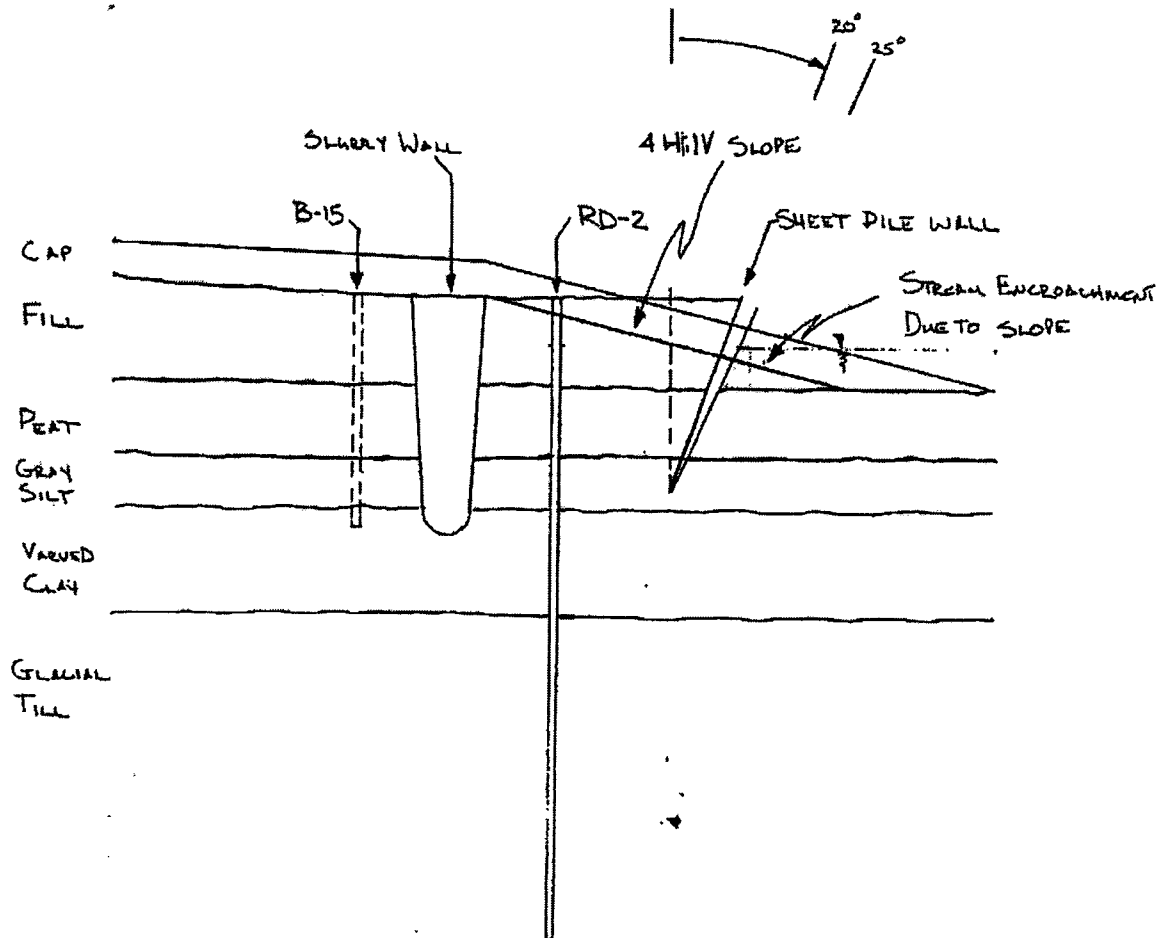 20°
25°
SLURRY WALL
4H:1V SLOPE
B-15
RD-2
SHEET PILE WALL
CAP
STREAM ENCROACHMENT
DUE TO SLOPE
FILL
PEAT
GRAY
SILT
VARVED
CLAY
GLACIAL
TILL